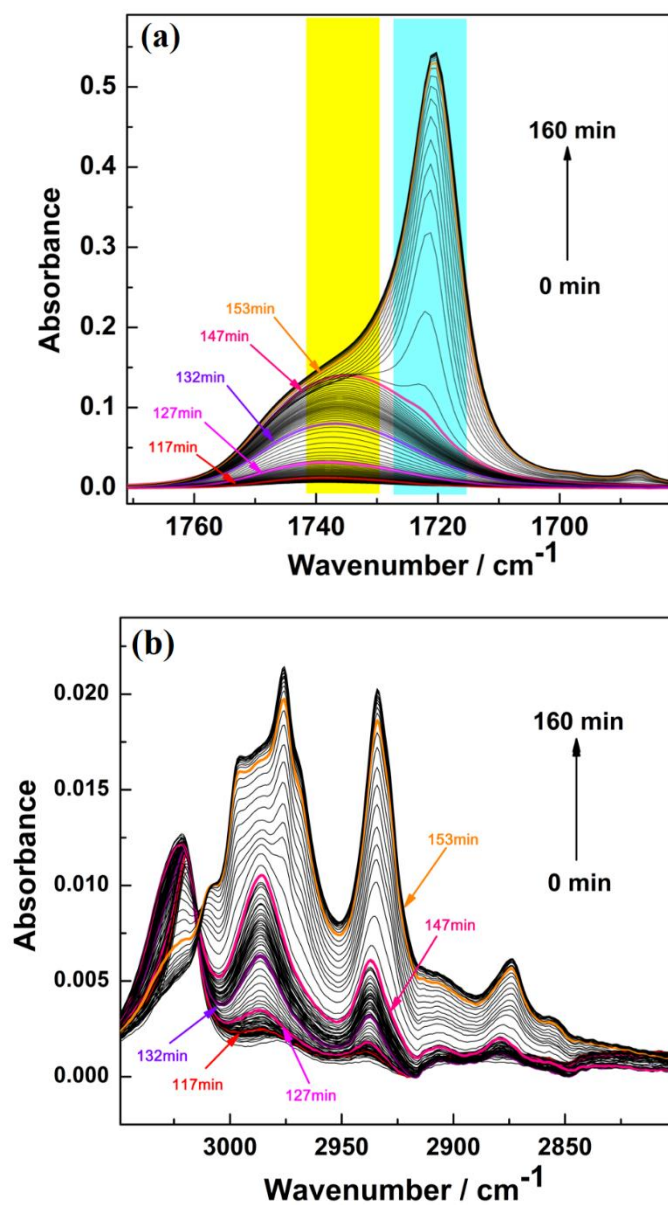 (a)
0.5
0.4
0.3
0.2
0.1
0.0
Absorbance
160 min
0 min
153min
147min
132min
127min
117min
1760
1740
1720
1700
Wavenumber / cm-1
(b)
0.020
0.015
0.010
0.005
0.000
Absorbance
160 min
0 min
153min
147min
132min
117min
127min
3000
2950
2900
2850
Wavenumber / cm-1